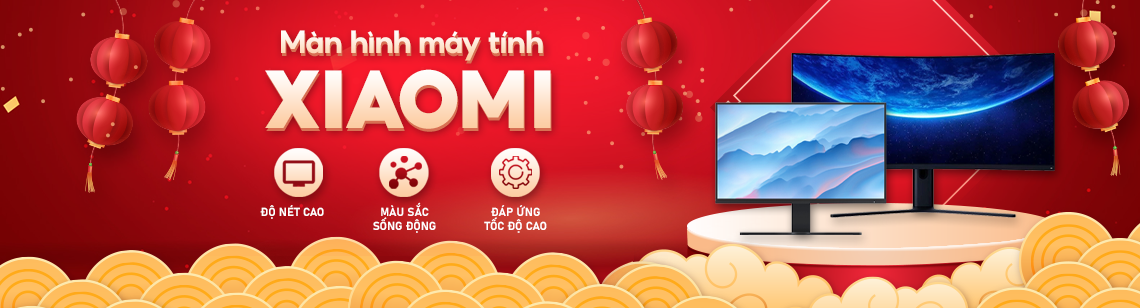 Màn hình máy tính
XIAOMI
ĐỘ NÉT CAO
MÀU SẮC
SỐNG ĐỘNG
ĐÁP ỨNG
TỐC ĐỘ CAO